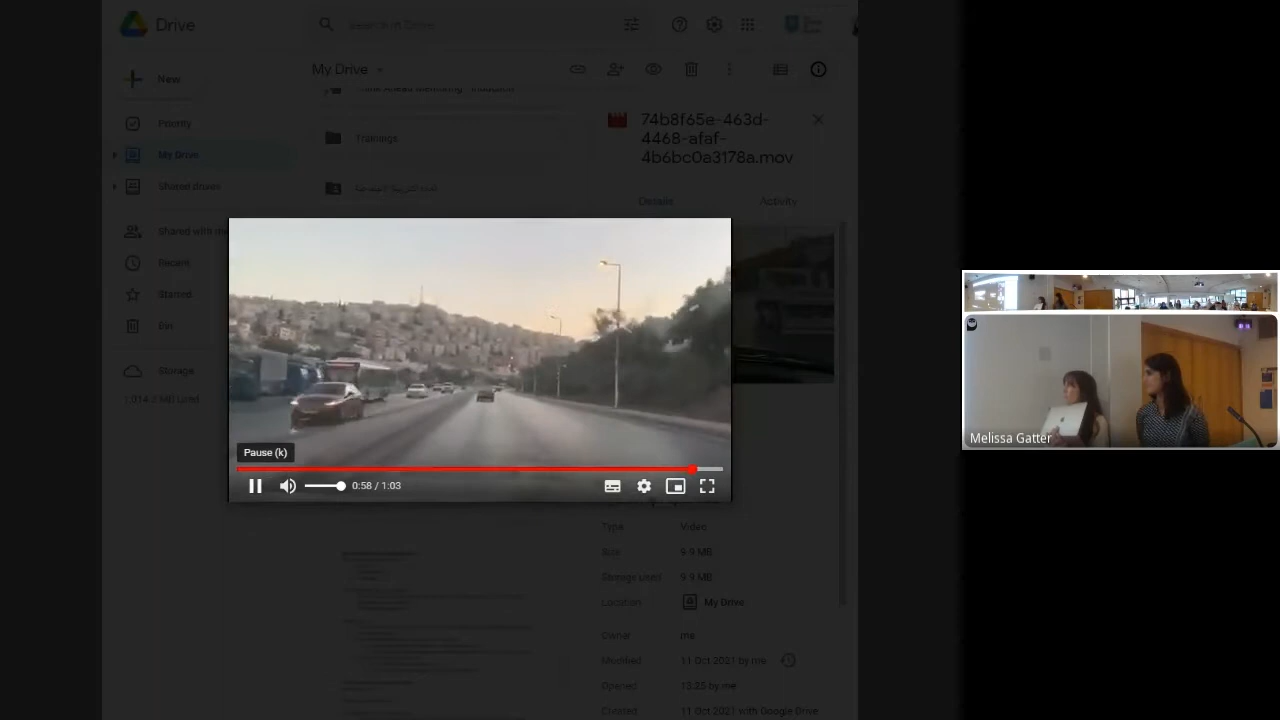 Drive
Search in Drive
New
My Drive
Priority
74b8f65e-463d-
4468-afaf-
4b6bc0a3178a.mov
Trainings
My Drive
Shared drives
Details
Activity
Shared with me
Recent
Starred
Bin
Storage
Pause (k)
0:58 / 1:03
Melissa Gatter
Type
Video
Size
9.9 MB
Storage used
9.9 MB
Location
My Drive
Owner
me
Modified
11 Oct 2021 by me
Opened
13:25 by me
Created
11 Oct 2021 with Google Drive